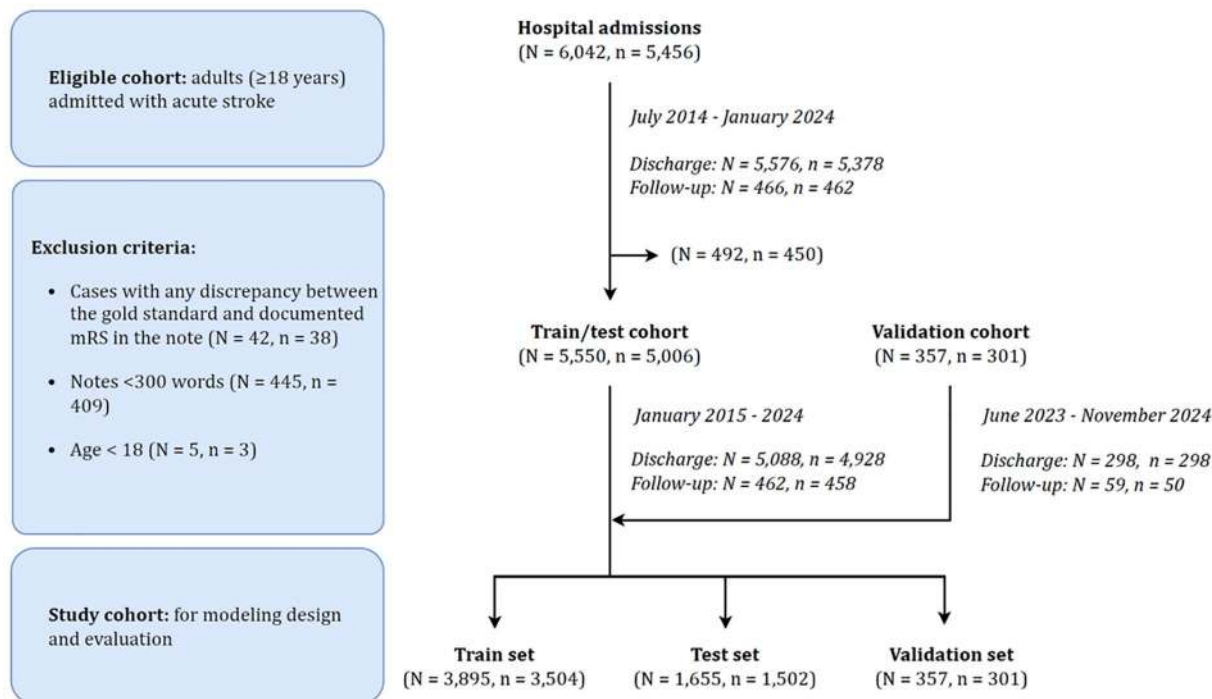 Eligible cohort: adults (≥18 years)
admitted with acute stroke
Exclusion criteria:
• Cases with any discrepancy between
the gold standard and documented
mRS in the note (N = 42, n = 38)
• Notes <300 words (N = 445, n =
409)
• Age < 18 (N = 5, n = 3)
Study cohort: for modeling design
and evaluation
Hospital admissions
(N = 6,042, n = 5,456)
July 2014 - January 2024
Discharge: N = 5,576, n = 5,378
Follow-up: N = 466, n = 462
(N = 492, n = 450)
Train/test cohort
(N = 5,550, n = 5,006)
Validation cohort
(N = 357, n = 301)
January 2015 - 2024
Discharge: N = 5,088, n = 4,928
Follow-up: N = 462, n = 458
June 2023 - November 2024
Discharge: N = 298, n = 298
Follow-up: N = 59, n = 50
Train set
(N = 3,895, n = 3,504)
Test set
(N = 1,655, n = 1,502)
Validation set
(N = 357, n = 301)